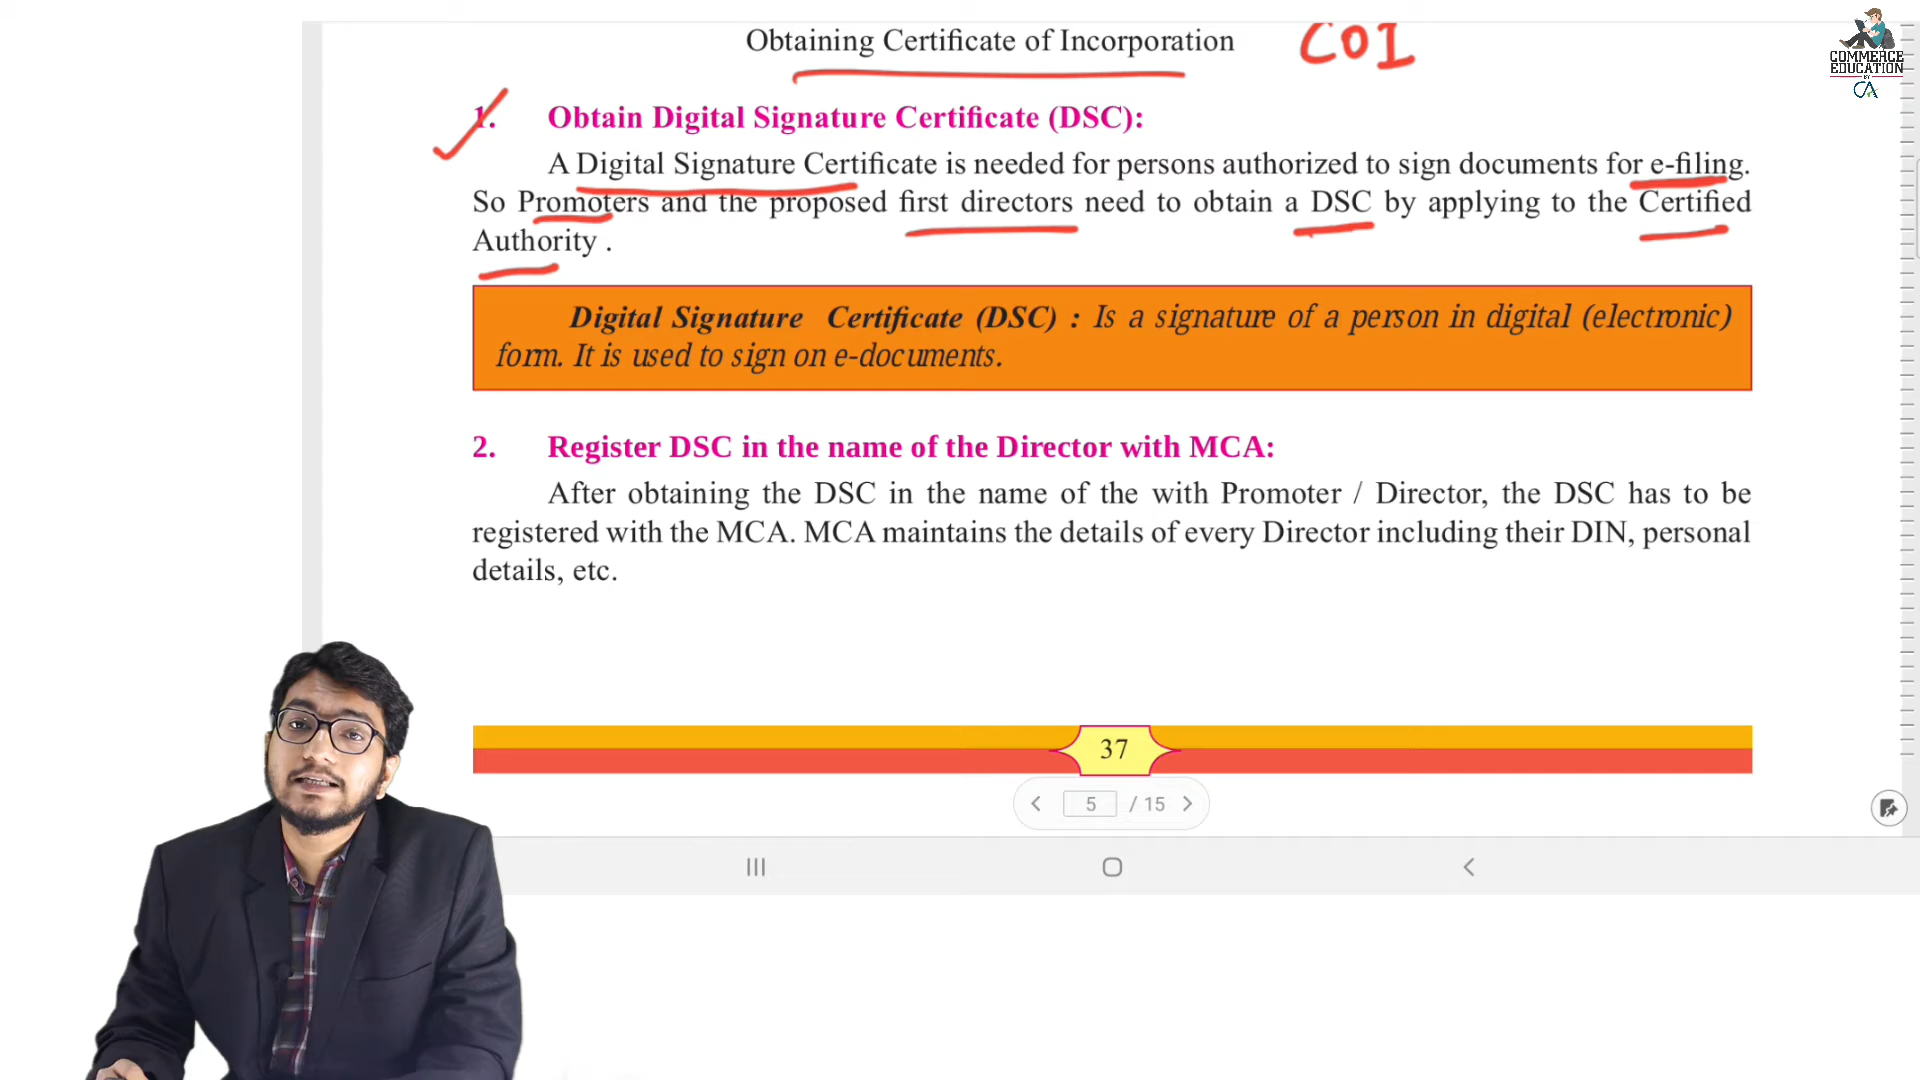 Obtaining Certificate of Incorporation COI
COMMERCE
EDUCATION
BY
CA
1. Obtain Digital Signature Certificate (DSC):
A Digital Signature Certificate is needed for persons authorized to sign documents for e-filing.
So Promoters and the proposed first directors need to obtain a DSC by applying to the Certified
Authority .
Digital Signature Certificate (DSC) : Is a signature of a person in digital (electronic)
form. It is used to sign on e-documents.
2. Register DSC in the name of the Director with MCA:
After obtaining the DSC in the name of the with Promoter / Director, the DSC has to be
registered with the MCA. MCA maintains the details of every Director including their DIN, personal
details, etc.
37
5 / 15